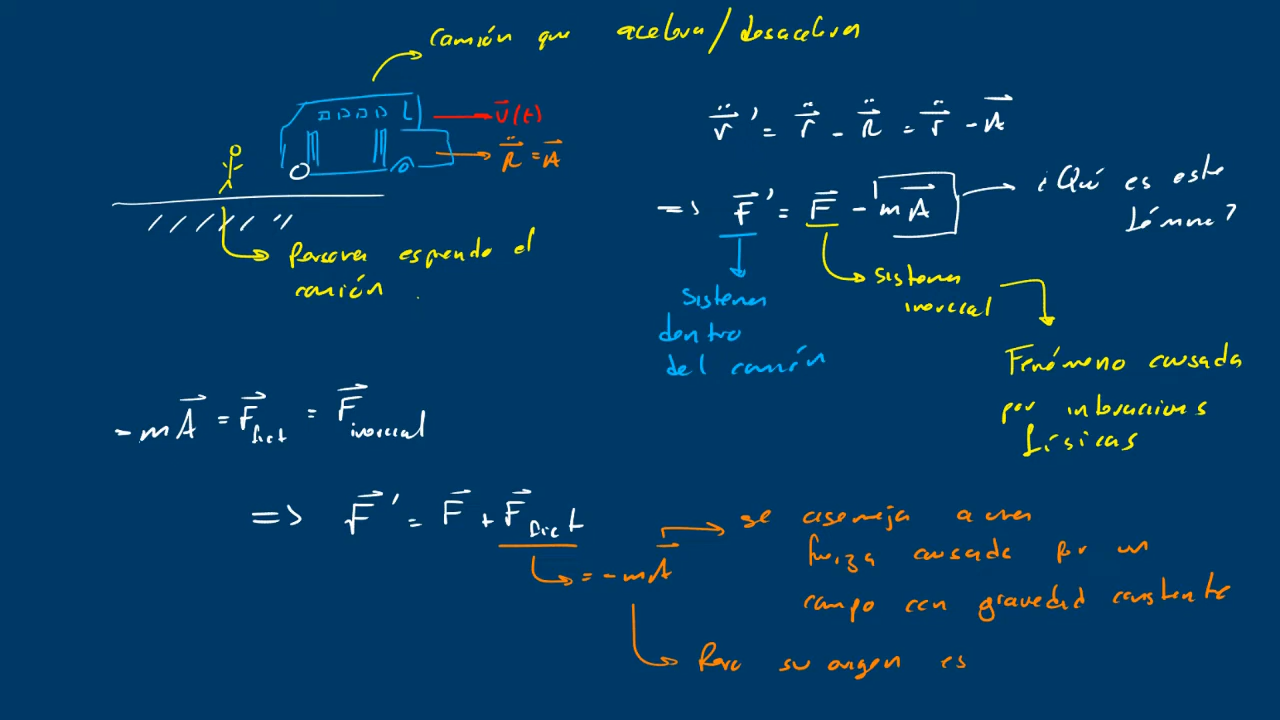 Camión que acelera/desacelera
v̄(t)
R̈ = A⃗
Persona esperando el
camión
r̈' = r̈ - R̈ = r̈ - A⃗
=> F⃗' = F⃗ - mA⃗
¿Qué es este
término?
Sistema
dentro
del camión
Sistema
inercial
Fenómeno causada
por interacciones
físicas
-mA⃗ = F⃗fict = F⃗inercial
=> F⃗' = F⃗ + F⃗fict
= -mA⃗
se asemeja a una
fuerza causada por un
campo con gravedad constante
Pero su origen es